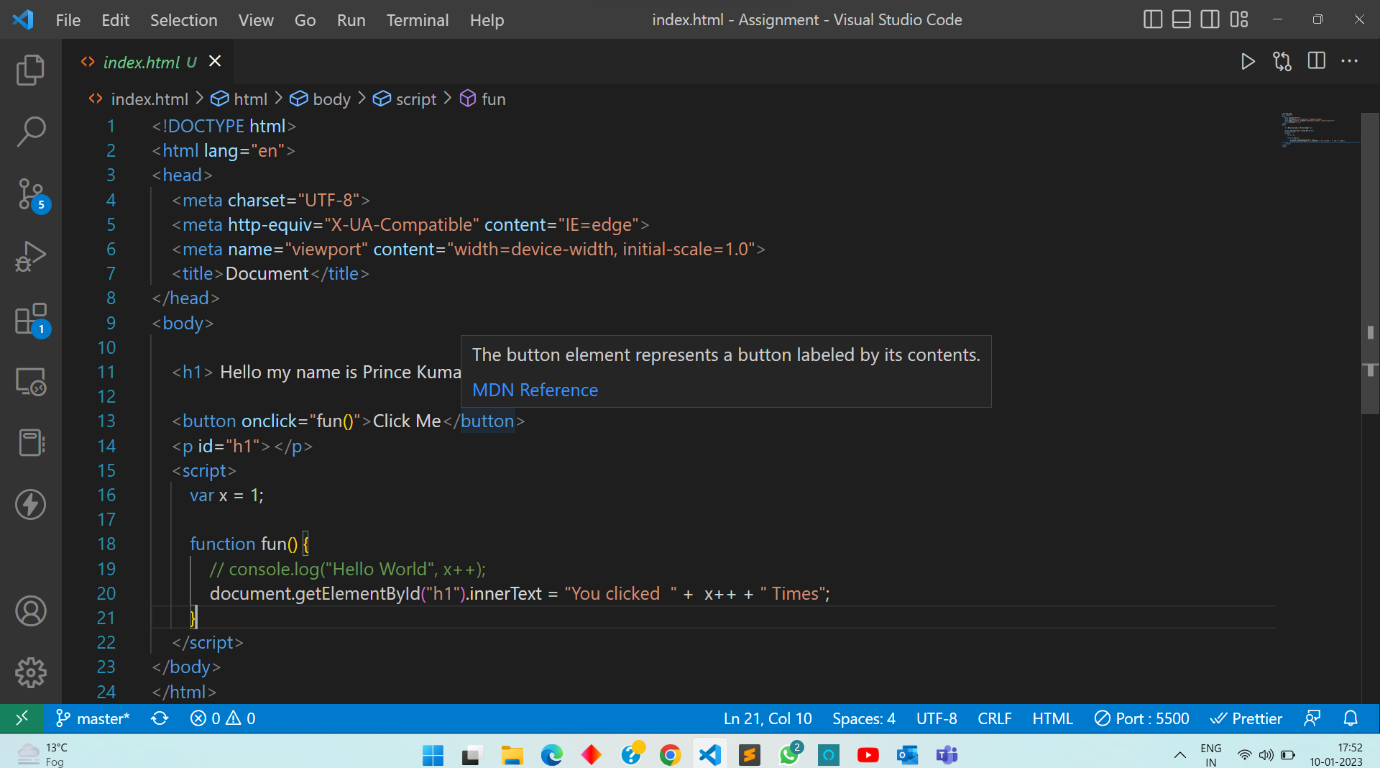 File Edit Selection View Go Run Terminal Help index.html - Assignment - Visual Studio Code
index.html U
index.html > html > body > script > fun
1 <!DOCTYPE html>
2 <html lang="en">
3 <head>
4 <meta charset="UTF-8">
5 <meta http-equiv="X-UA-Compatible" content="IE=edge">
6 <meta name="viewport" content="width=device-width, initial-scale=1.0">
7 <title>Document</title>
8 </head>
9 <body>
10
The button element represents a button labeled by its contents.
11 <h1> Hello my name is Prince Kuma
MDN Reference
12
13 <button onclick="fun()">Click Me</button>
14 <p id="h1"></p>
15 <script>
16 var x = 1;
17
18 function fun() {
19 // console.log("Hello World", x++);
20 document.getElementById("h1").innerText = "You clicked  " +  x++ + " Times";
21 }
22 </script>
23 </body>
24 </html>
5
1
master* 0 0 Ln 21, Col 10 Spaces: 4 UTF-8 CRLF HTML Port : 5500 Prettier
13°C
Fog
2
ENG
IN
17:52
10-01-2023